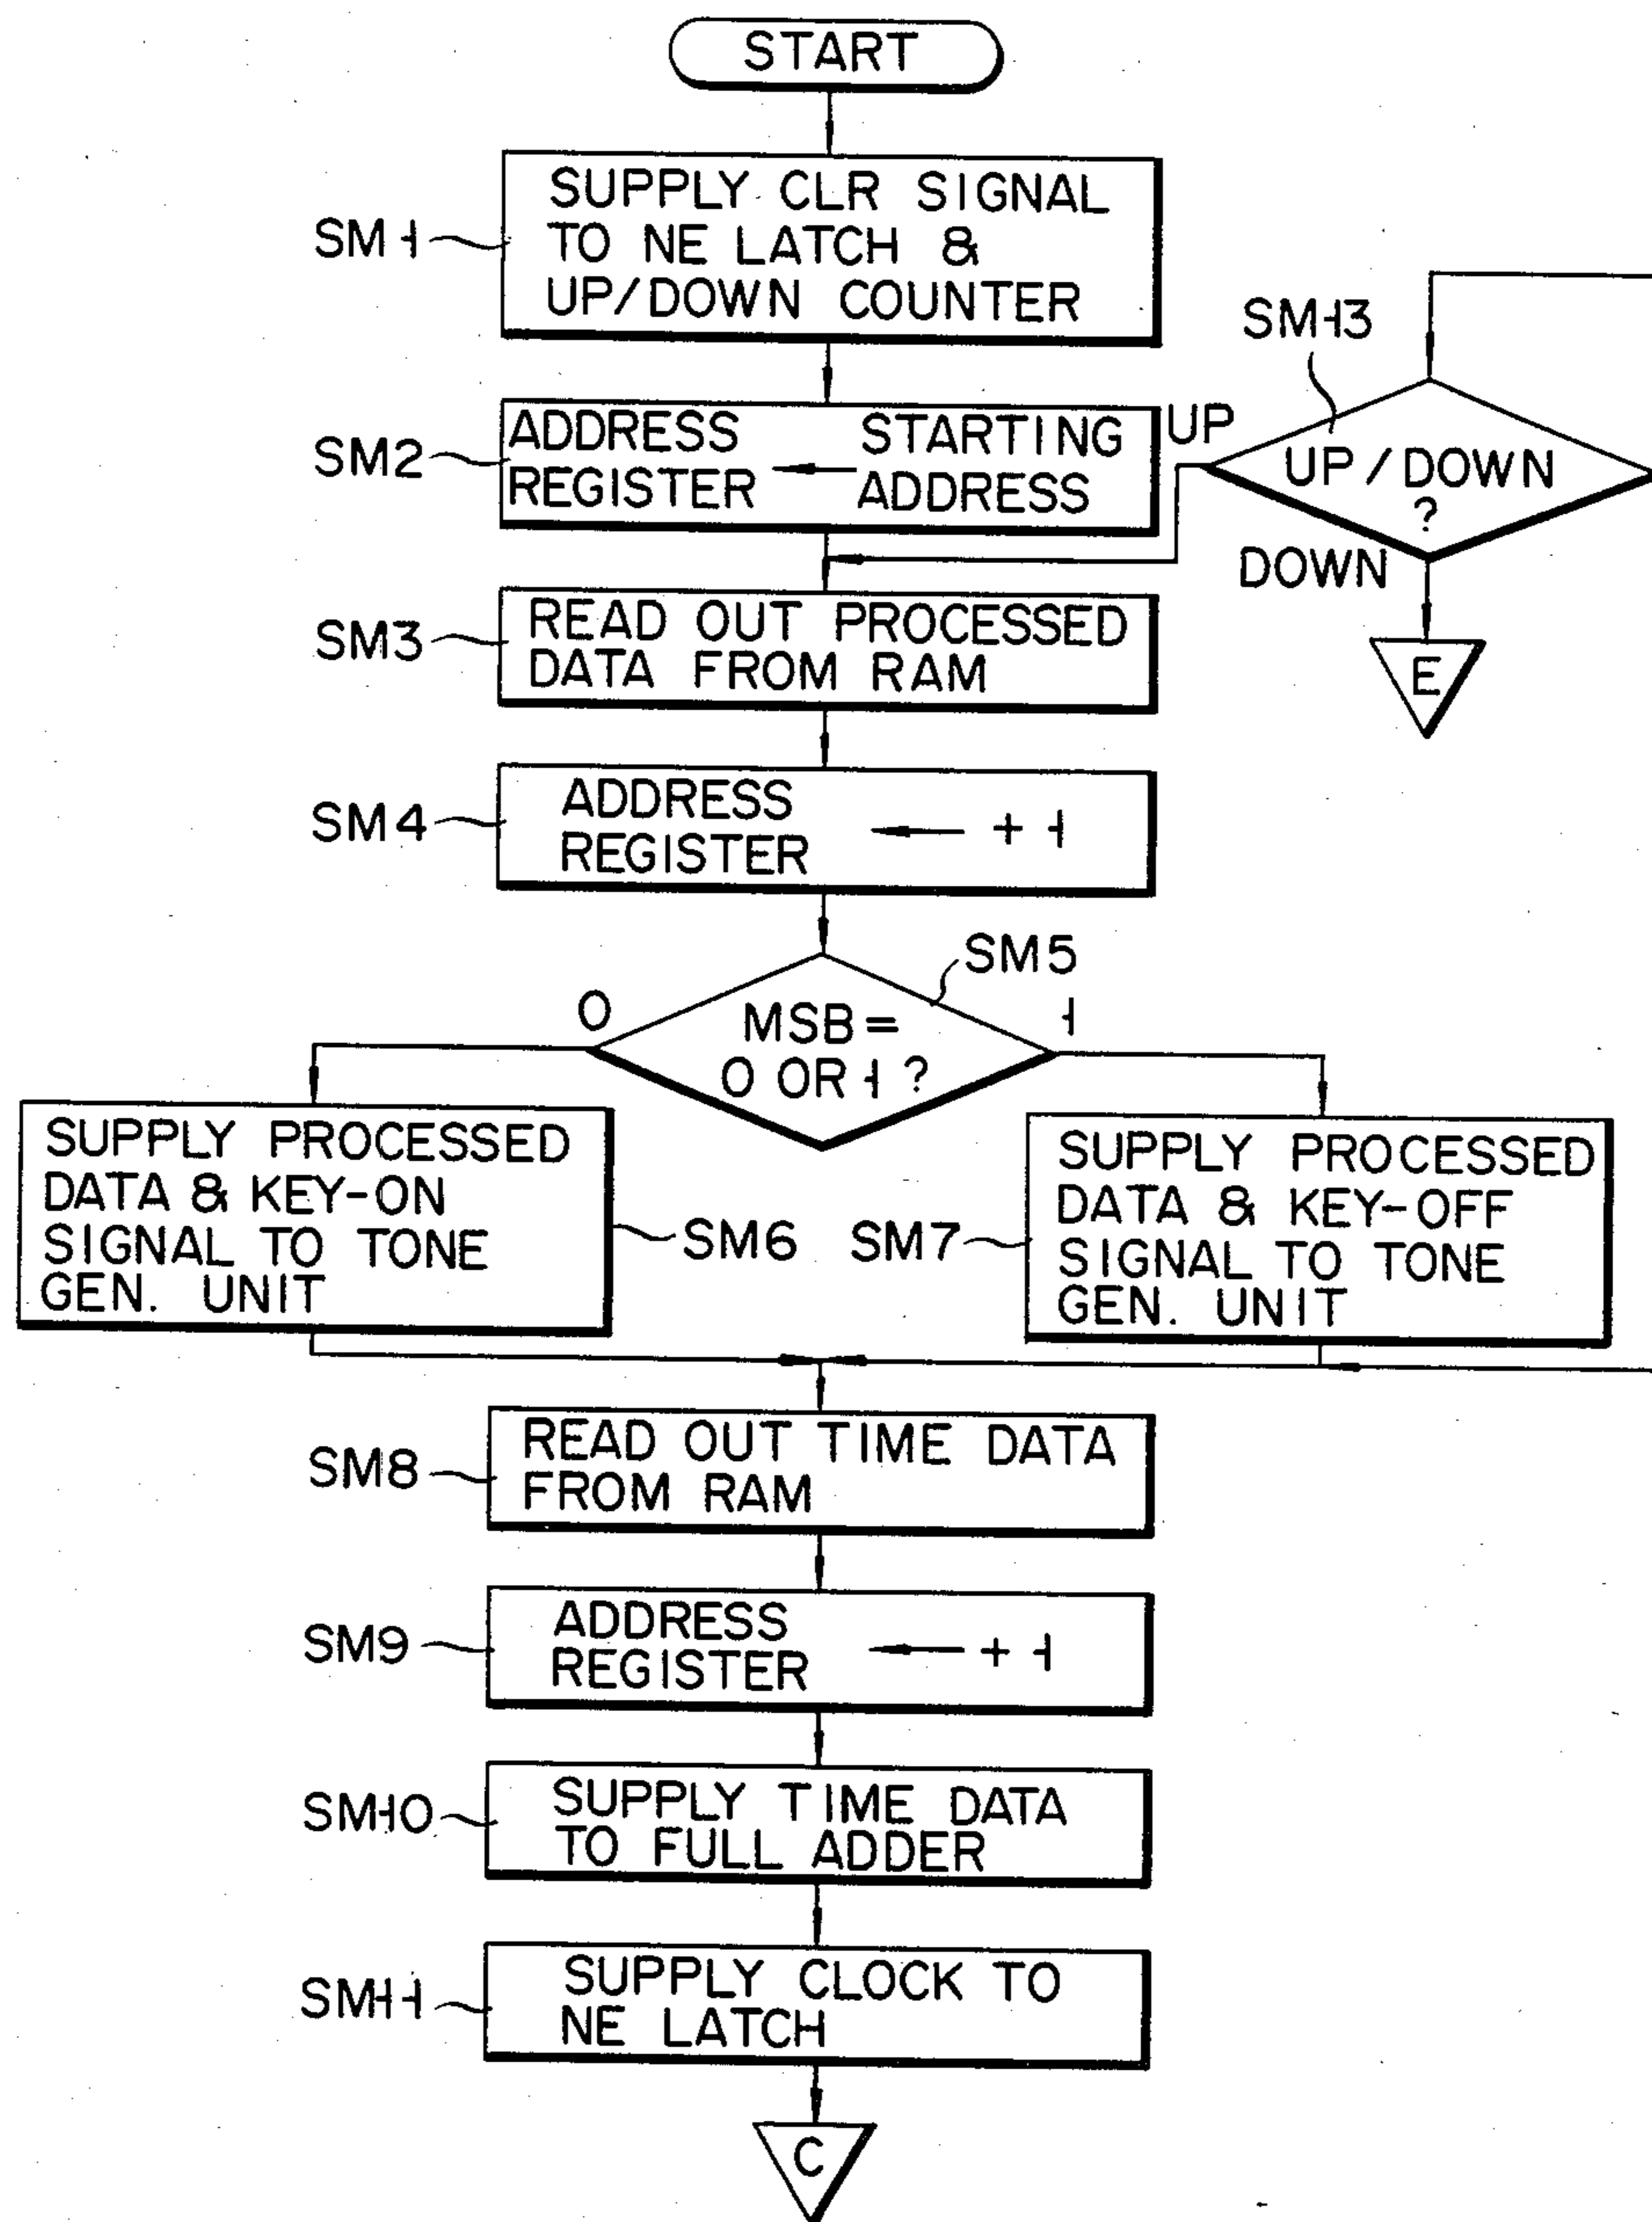 START
SM1
SUPPLY CLR SIGNAL
TO NE LATCH &
UP/DOWN COUNTER
SM2
ADDRESS
REGISTER
STARTING
ADDRESS
SM13
UP
UP/DOWN
?
DOWN
E
SM3
READ OUT PROCESSED
DATA FROM RAM
SM4
ADDRESS
REGISTER
+ 1
SM5
0
MSB=
0 OR 1 ?
1
SUPPLY PROCESSED
DATA & KEY-ON
SIGNAL TO TONE
GEN. UNIT
SM6
SM7
SUPPLY PROCESSED
DATA & KEY-OFF
SIGNAL TO TONE
GEN. UNIT
SM8
READ OUT TIME DATA
FROM RAM
SM9
ADDRESS
REGISTER
+ 1
SM10
SUPPLY TIME DATA
TO FULL ADDER
SM11
SUPPLY CLOCK TO
NE LATCH
C